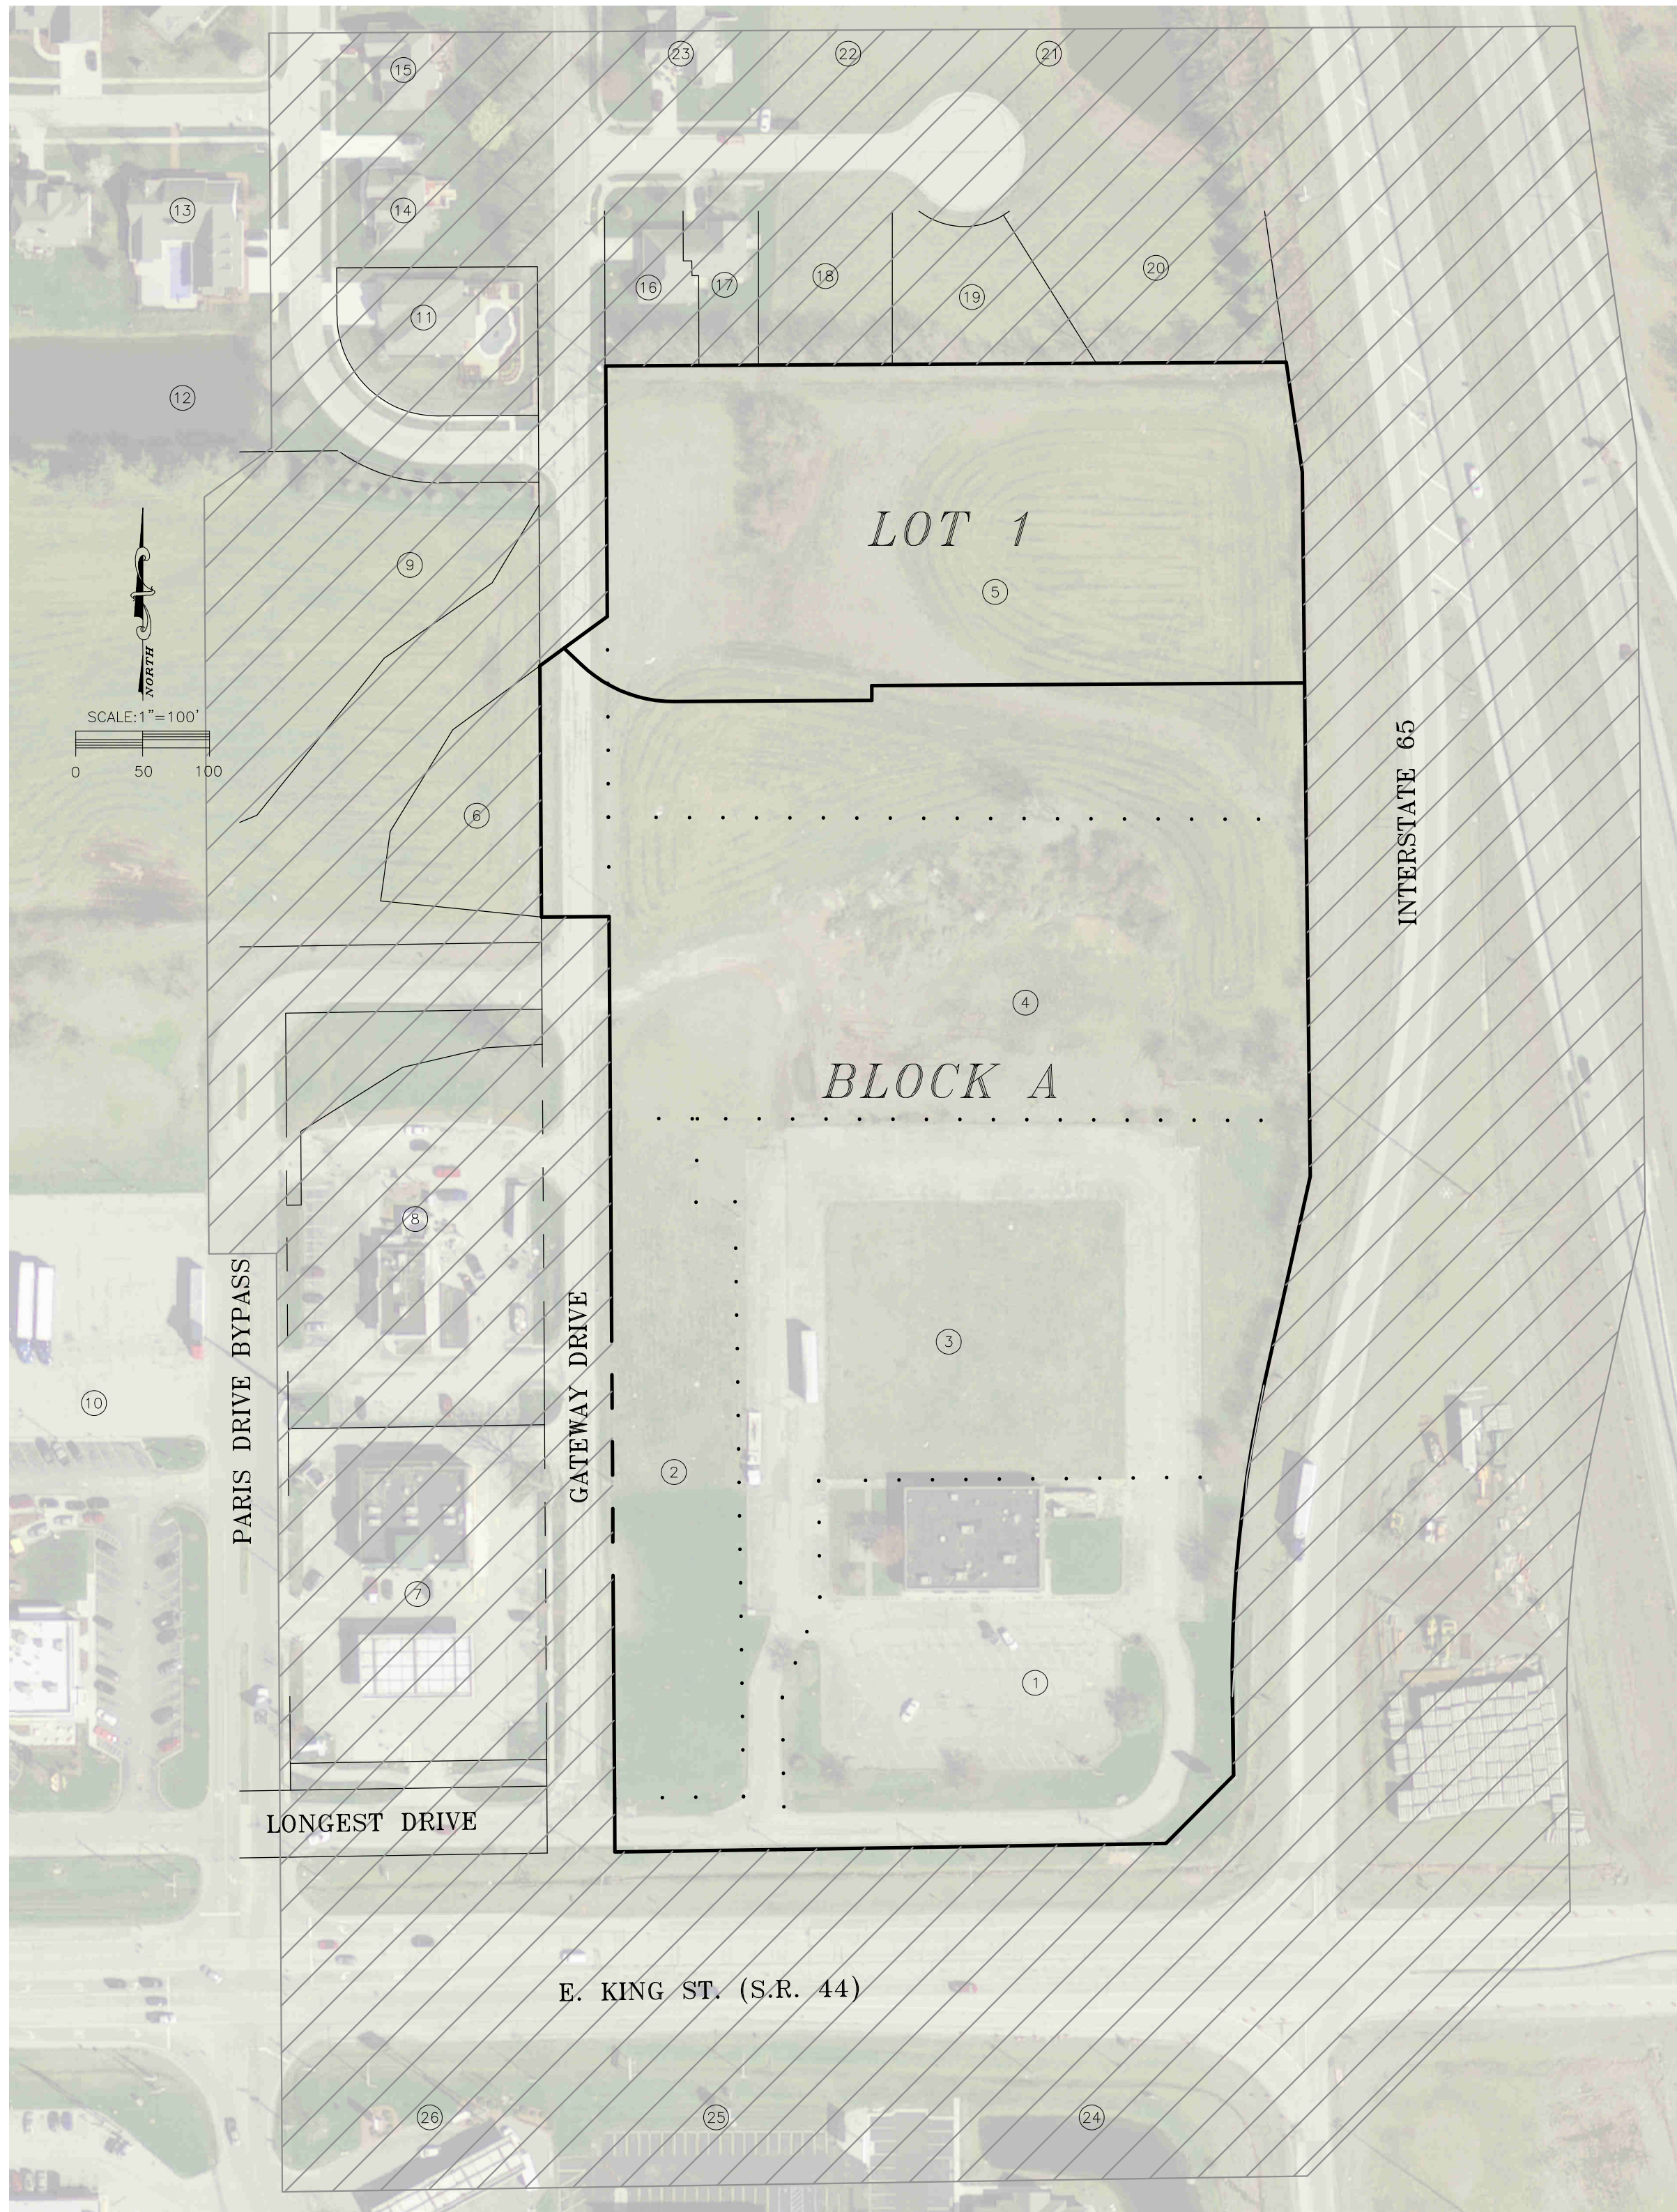 23
22
21
15
13
14
20
16
17
18
19
11
12
LOT 1
9
5
NORTH
SCALE:1"=100'
0 50 100
6
INTERSTATE 65
4
BLOCK A
8
PARIS DRIVE BYPASS
GATEWAY DRIVE
3
10
2
7
1
LONGEST DRIVE
E. KING ST. (S.R. 44)
26
25
24